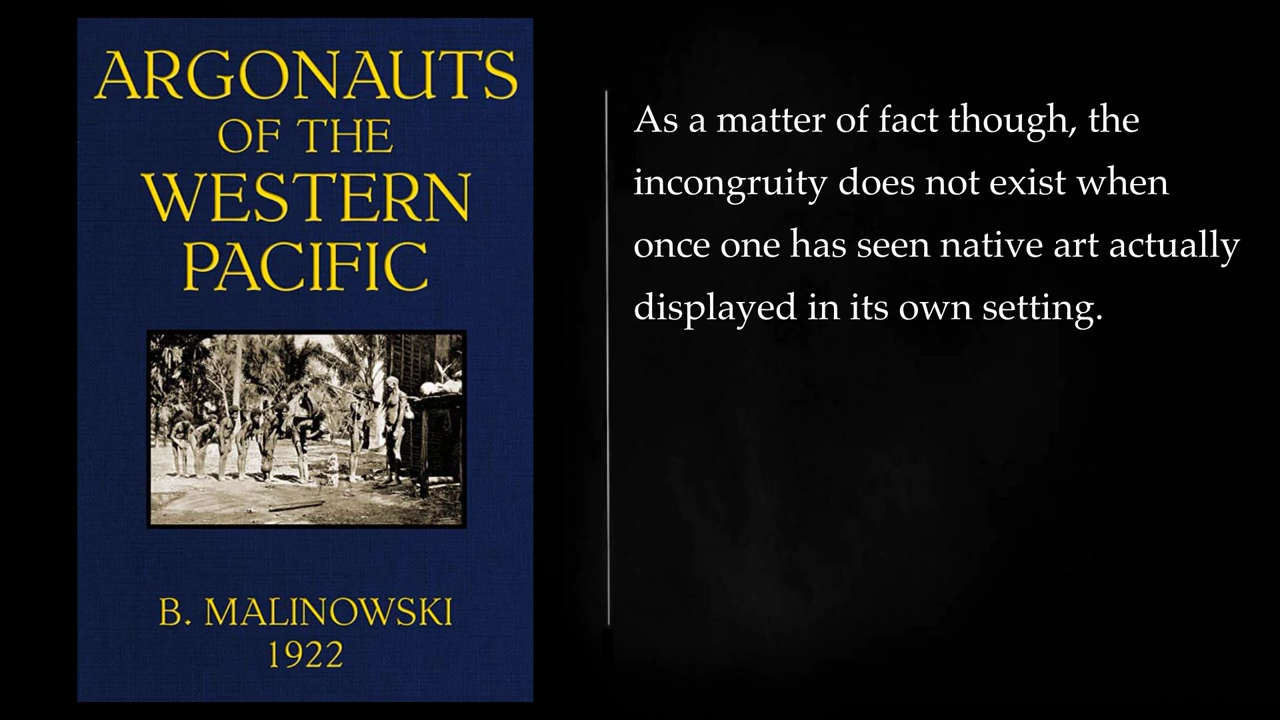 ARGONAUTS
OF THE
WESTERN
PACIFIC
B. MALINOWSKI
1922
As a matter of fact though, the
incongruity does not exist when
once one has seen native art actually
displayed in its own setting.